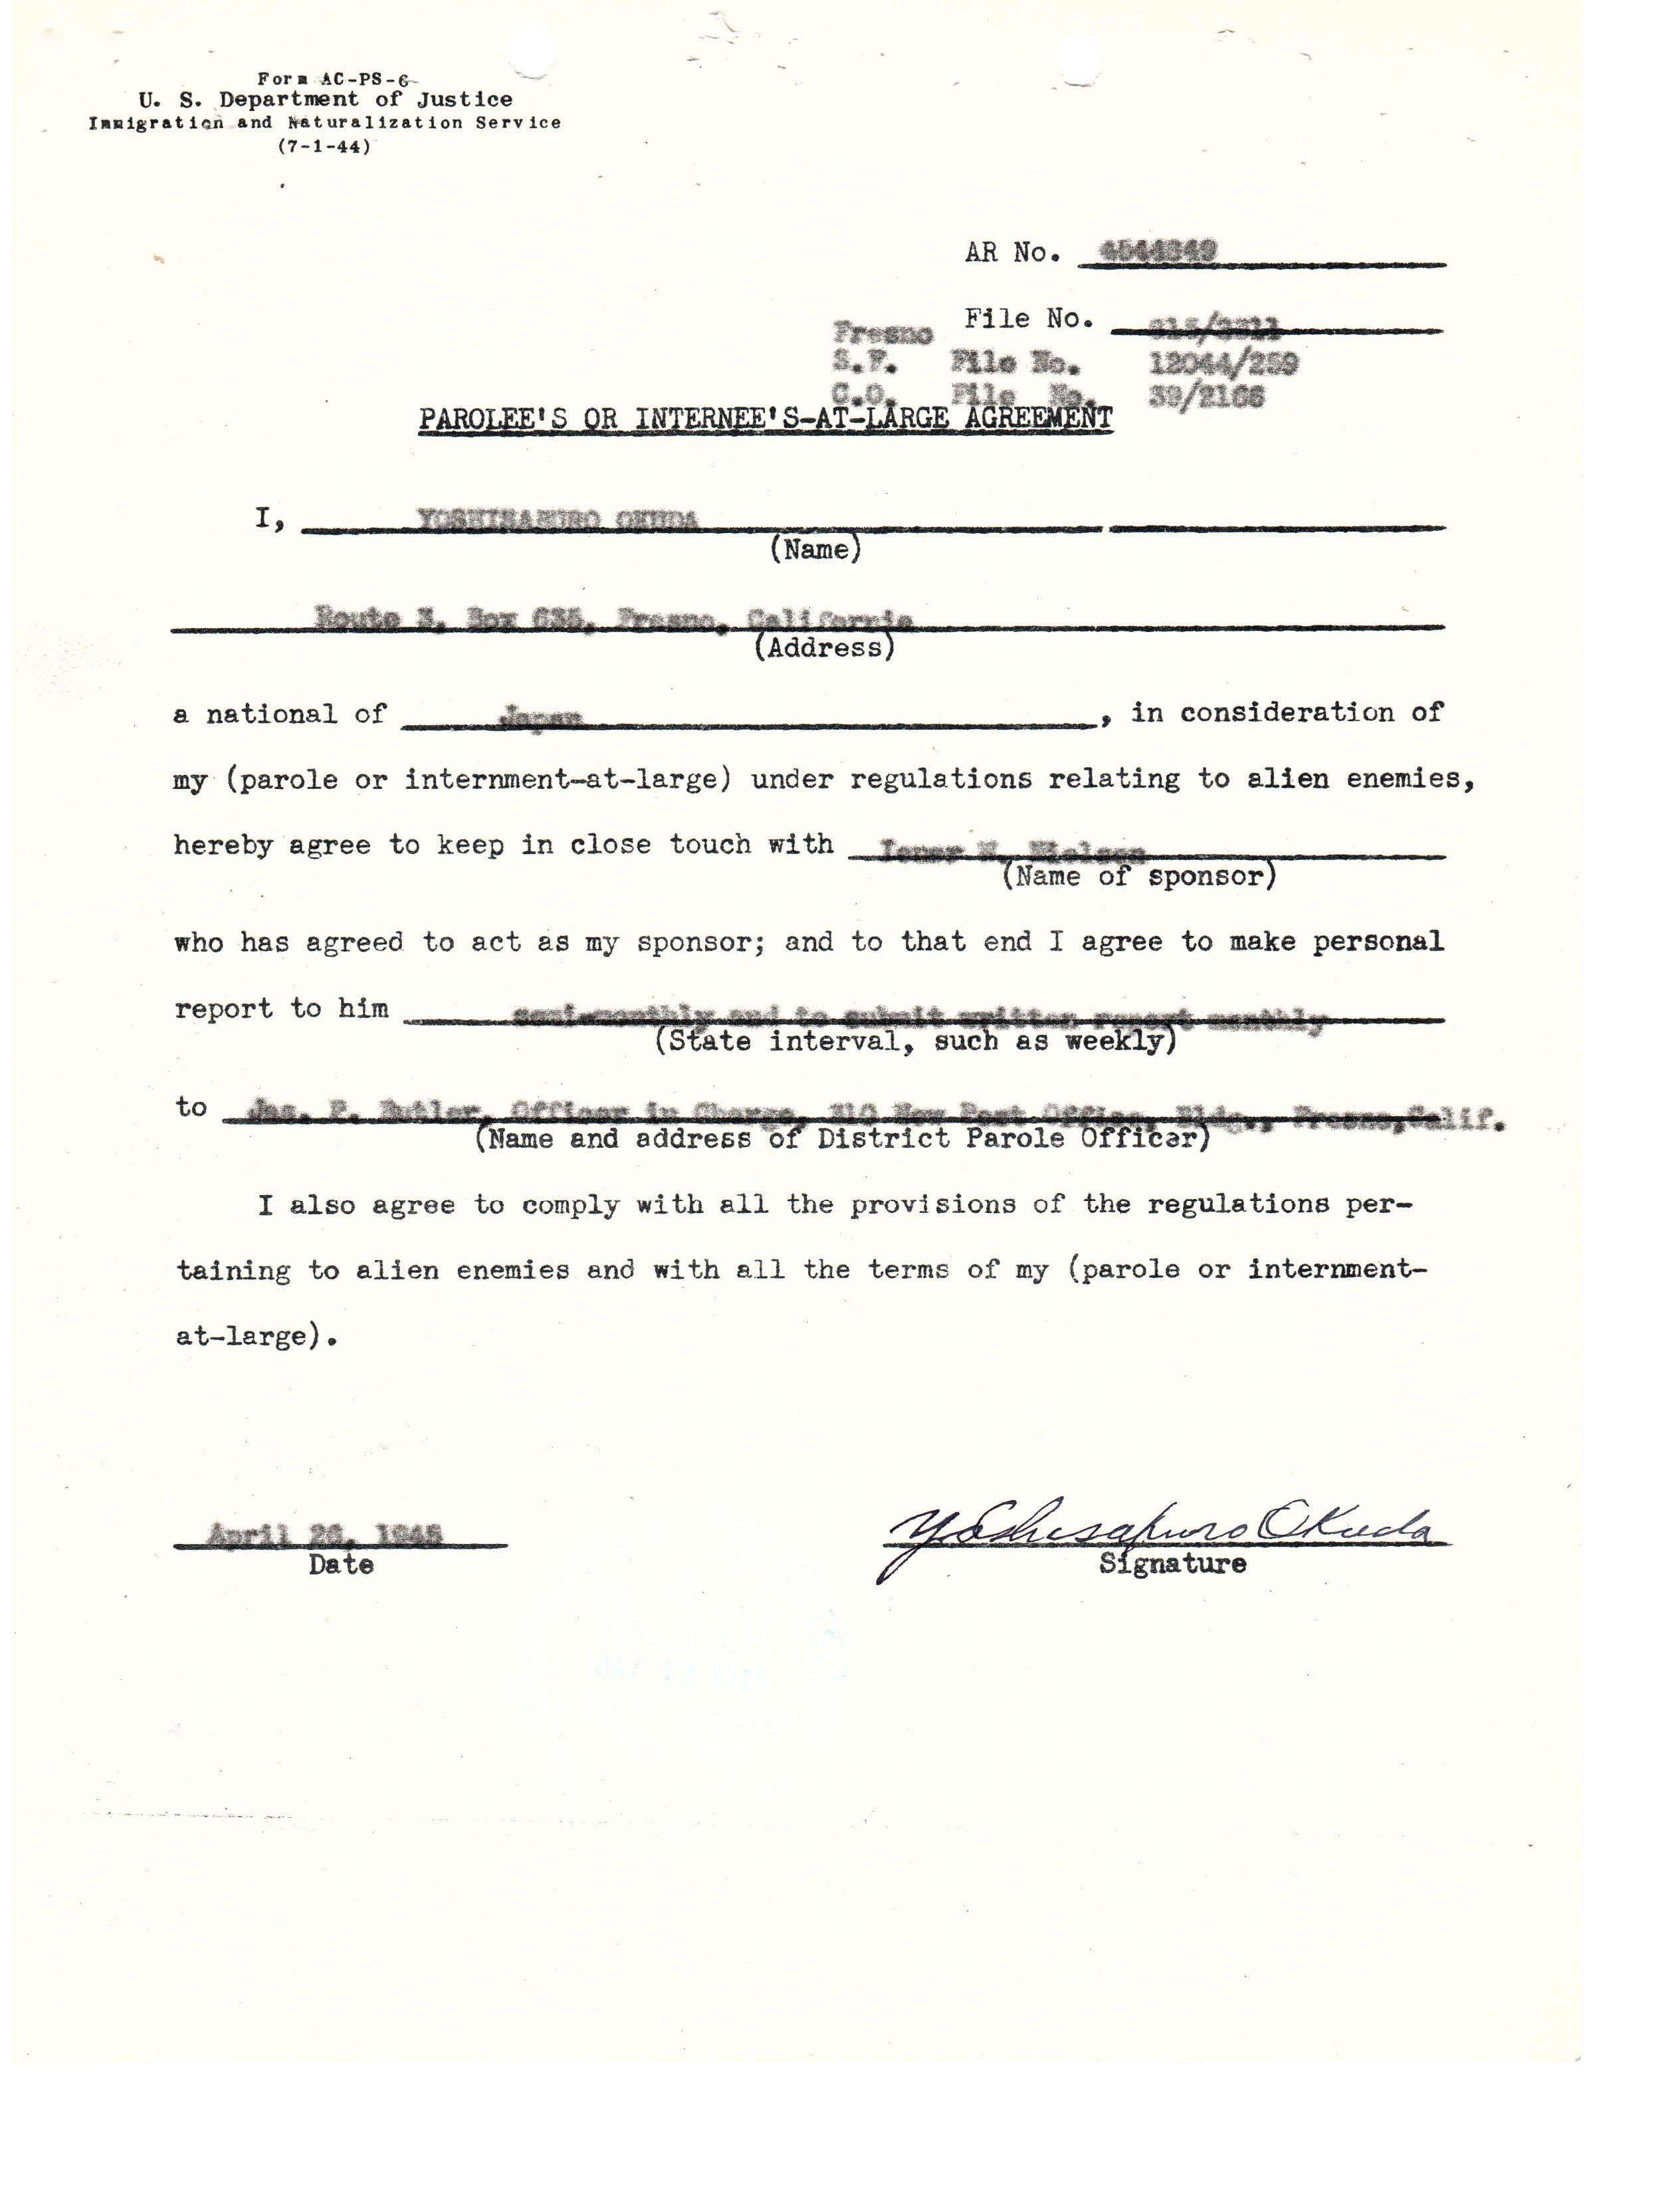 Form AC-PS-6
U. S. Department of Justice
Immigration and Naturalization Service
(7-1-44)
AR No.
File No.
Fresno
S.F. File No. 12044/259
C.O. File No. 39/2166
PAROLEE'S OR INTERNEE'S-AT-LARGE AGREEMENT
I, YOSHISABURO OKUDA
(Name)
Route 3, Box 635, Fresno, California
(Address)
a national of Japan, in consideration of
my (parole or internment-at-large) under regulations relating to alien enemies,
hereby agree to keep in close touch with Nielsen
(Name of sponsor)
who has agreed to act as my sponsor; and to that end I agree to make personal
report to him semi-monthly and to submit written report monthly
(State interval, such as weekly)
to Jas. P. Butler, Officer in Charge, 310 New Post Office, Bldg., Fresno,Calif.
(Name and address of District Parole Officer)
I also agree to comply with all the provisions of the regulations per-
taining to alien enemies and with all the terms of my (parole or internment-
at-large).
April 1945
Date
Yoshisaburo Okuda
Signature